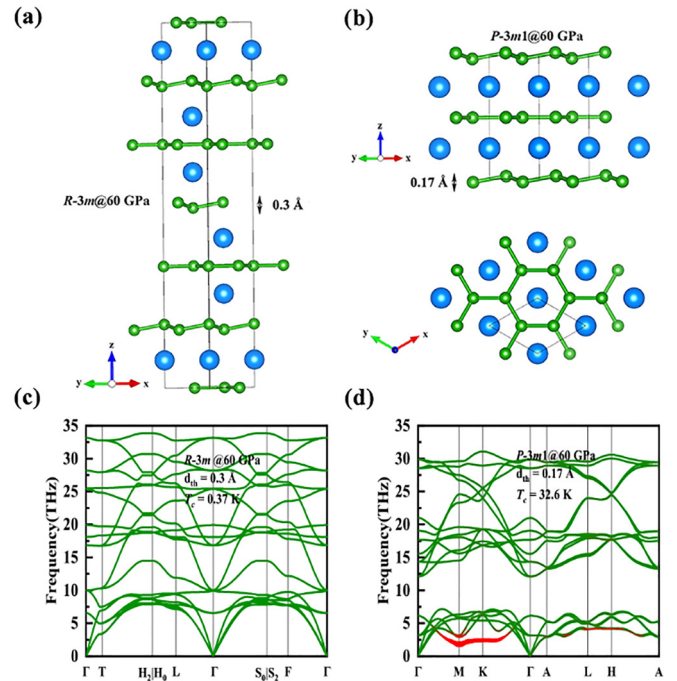 (a)
R-3m@60 GPa
0.3 Å
z
y
x
(b)
P-3m1@60 GPa
z
y
x
0.17 Å
y
x
(c)
Frequency(THz)
35
30
25
20
15
10
5
0
R-3m@60 GPa
dth = 0.3 Å
Tc = 0.37 K
Γ T H2|H0 L Γ S0|S2 F Γ
(d)
Frequency(THz)
35
30
25
20
15
10
5
0
P-3m1@60 GPa
dth = 0.17 Å
Tc = 32.6 K
Γ M K Γ A L H A